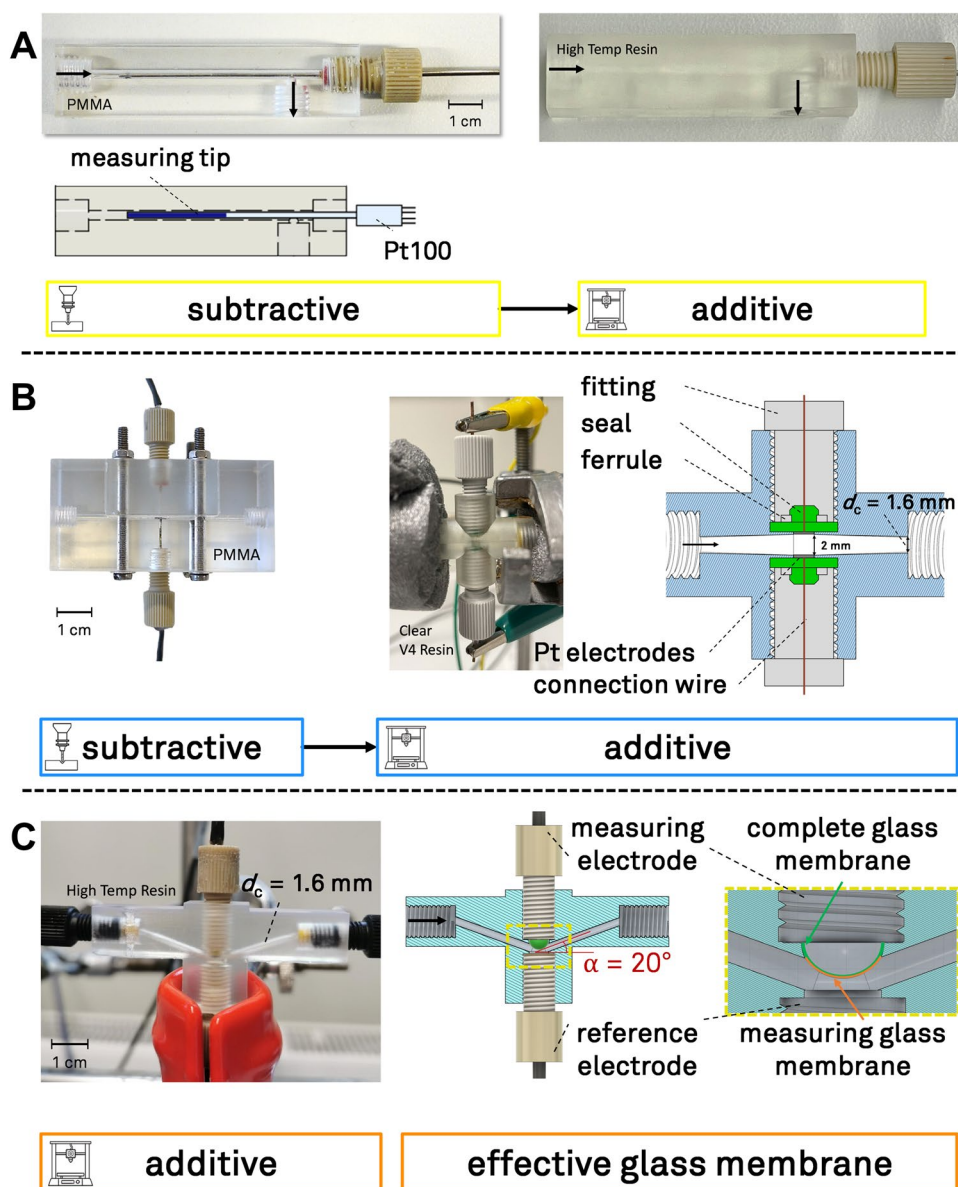 A
PMMA
1 cm
High Temp Resin
measuring tip
Pt100
subtractive
additive
B
PMMA
1 cm
Clear
V4 Resin
fitting
seal
ferrule
d_c = 1.6 mm
2 mm
Pt electrodes
connection wire
subtractive
additive
C
High Temp Resin
d_c = 1.6 mm
1 cm
measuring
electrode
complete glass
membrane
α = 20°
reference
electrode
measuring glass
membrane
additive
effective glass membrane